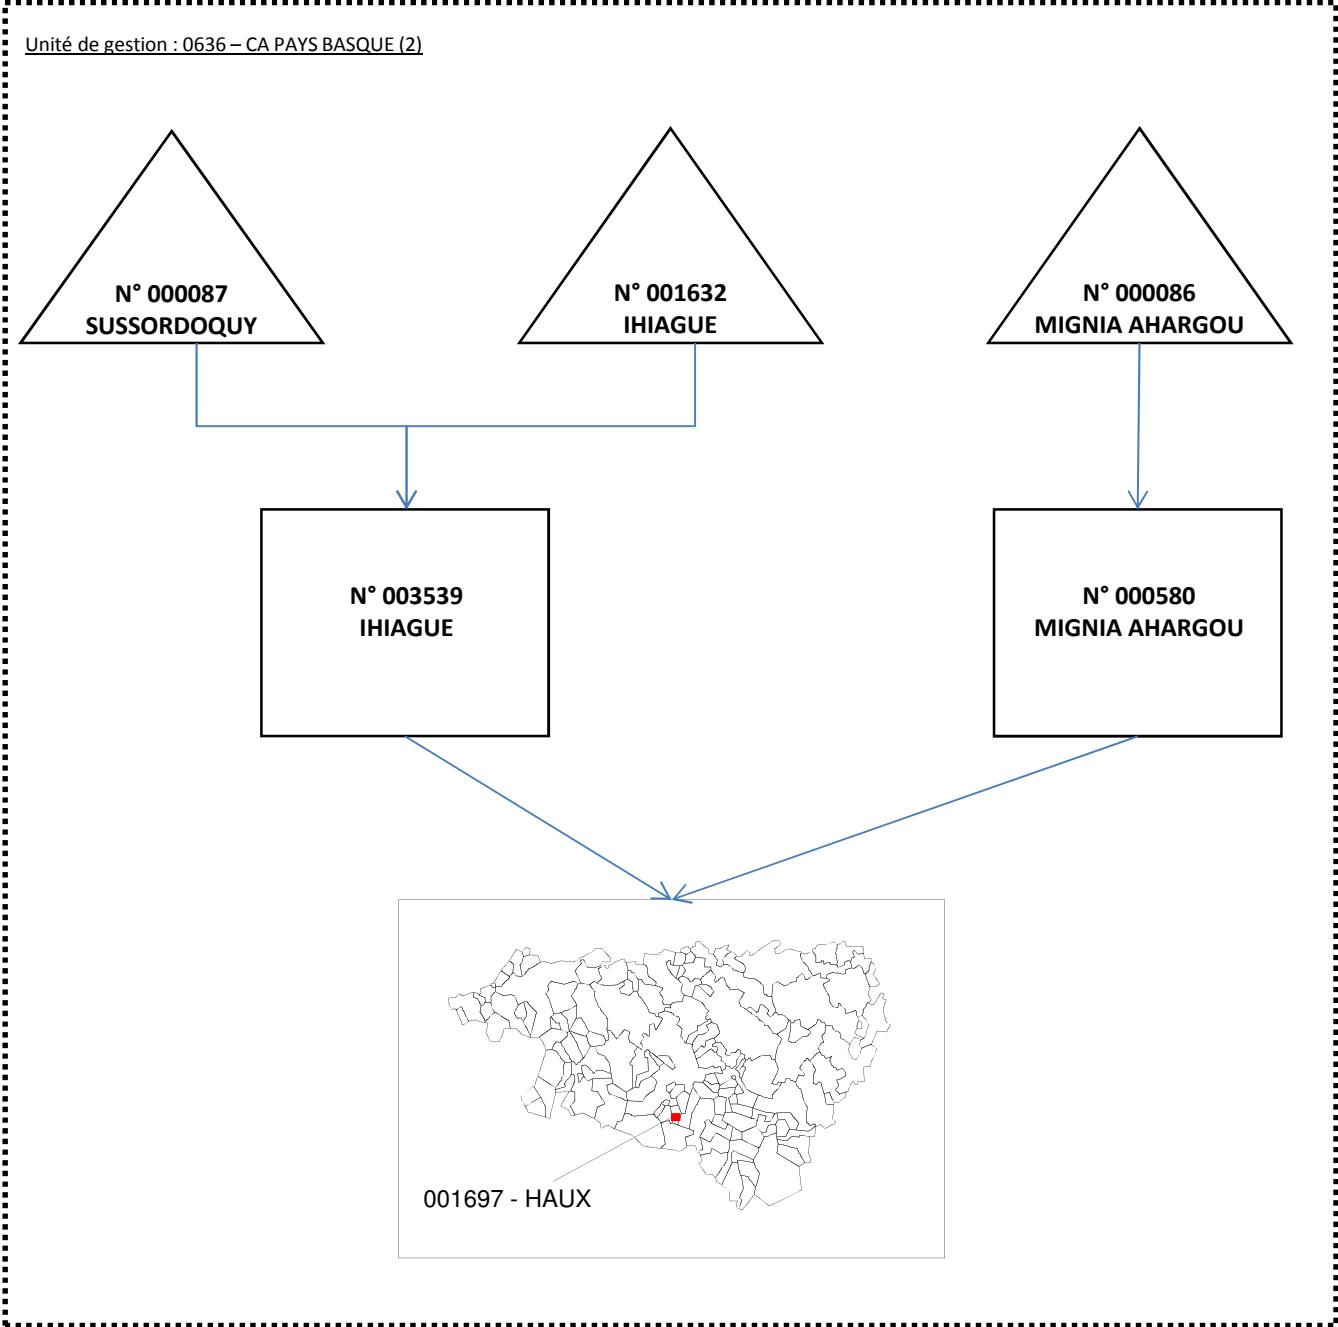 Unité de gestion : 0636 – CA PAYS BASQUE (2)
N° 000087
SUSSORDOQUY
N° 001632
IHIAGUE
N° 000086
MIGNIA AHARGOU
N° 003539
IHIAGUE
N° 000580
MIGNIA AHARGOU
001697 - HAUX